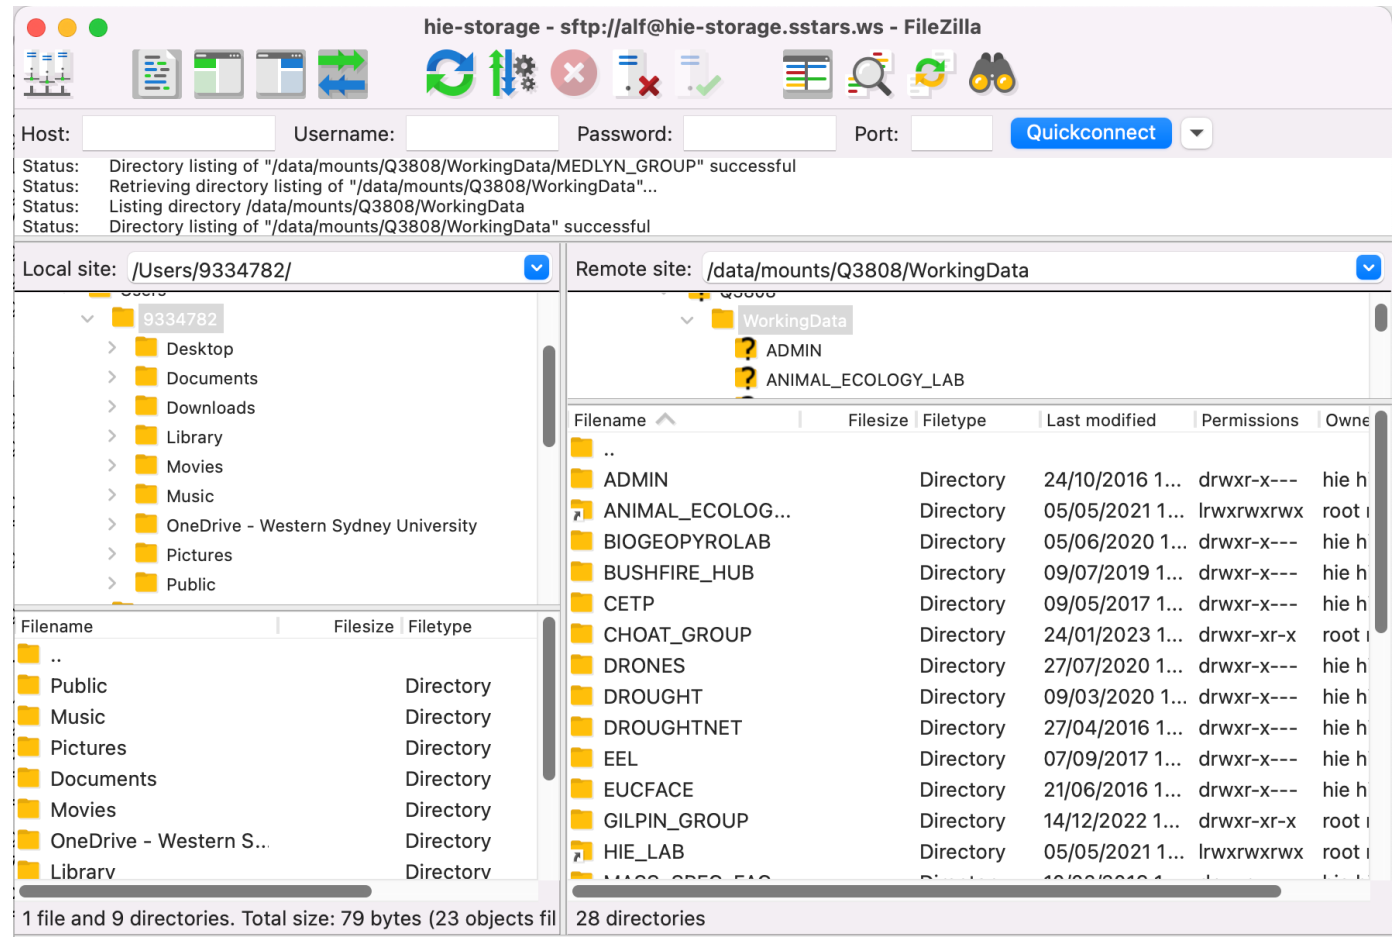 hie-storage - sftp://alf@hie-storage.sstars.ws - FileZilla
Host: Username: Password: Port: Quickconnect
Status: Directory listing of "/data/mounts/Q3808/WorkingData/MEDLYN_GROUP" successful
Status: Retrieving directory listing of "/data/mounts/Q3808/WorkingData"...
Status: Listing directory /data/mounts/Q3808/WorkingData
Status: Directory listing of "/data/mounts/Q3808/WorkingData" successful
Local site: /Users/9334782/
Users
9334782
Desktop
Documents
Downloads
Library
Movies
Music
OneDrive - Western Sydney University
Pictures
Public
Filename Filesize Filetype
..
Public Directory
Music Directory
Pictures Directory
Documents Directory
Movies Directory
OneDrive - Western S... Directory
Library Directory
1 file and 9 directories. Total size: 79 bytes (23 objects fil
Remote site: /data/mounts/Q3808/WorkingData
Q3808
WorkingData
ADMIN
ANIMAL_ECOLOGY_LAB
Filename Filesize Filetype Last modified Permissions Owne
..
ADMIN Directory 24/10/2016 1... drwxr-x--- hie h
ANIMAL_ECOLOG... Directory 05/05/2021 1... lrwxrwxrwx root
BIOGEOPYROLAB Directory 05/06/2020 1... drwxr-x--- hie h
BUSHFIRE_HUB Directory 09/07/2019 1... drwxr-x--- hie h
CETP Directory 09/05/2017 1... drwxr-x--- hie h
CHOAT_GROUP Directory 24/01/2023 1... drwxr-xr-x root
DRONES Directory 27/07/2020 1... drwxr-x--- hie h
DROUGHT Directory 09/03/2020 1... drwxr-x--- hie h
DROUGHTNET Directory 27/04/2016 1... drwxr-x--- hie h
EEL Directory 07/09/2017 1... drwxr-x--- hie h
EUCFACE Directory 21/06/2016 1... drwxr-x--- hie h
GILPIN_GROUP Directory 14/12/2022 1... drwxr-xr-x root
HIE_LAB Directory 05/05/2021 1... lrwxrwxrwx root
28 directories